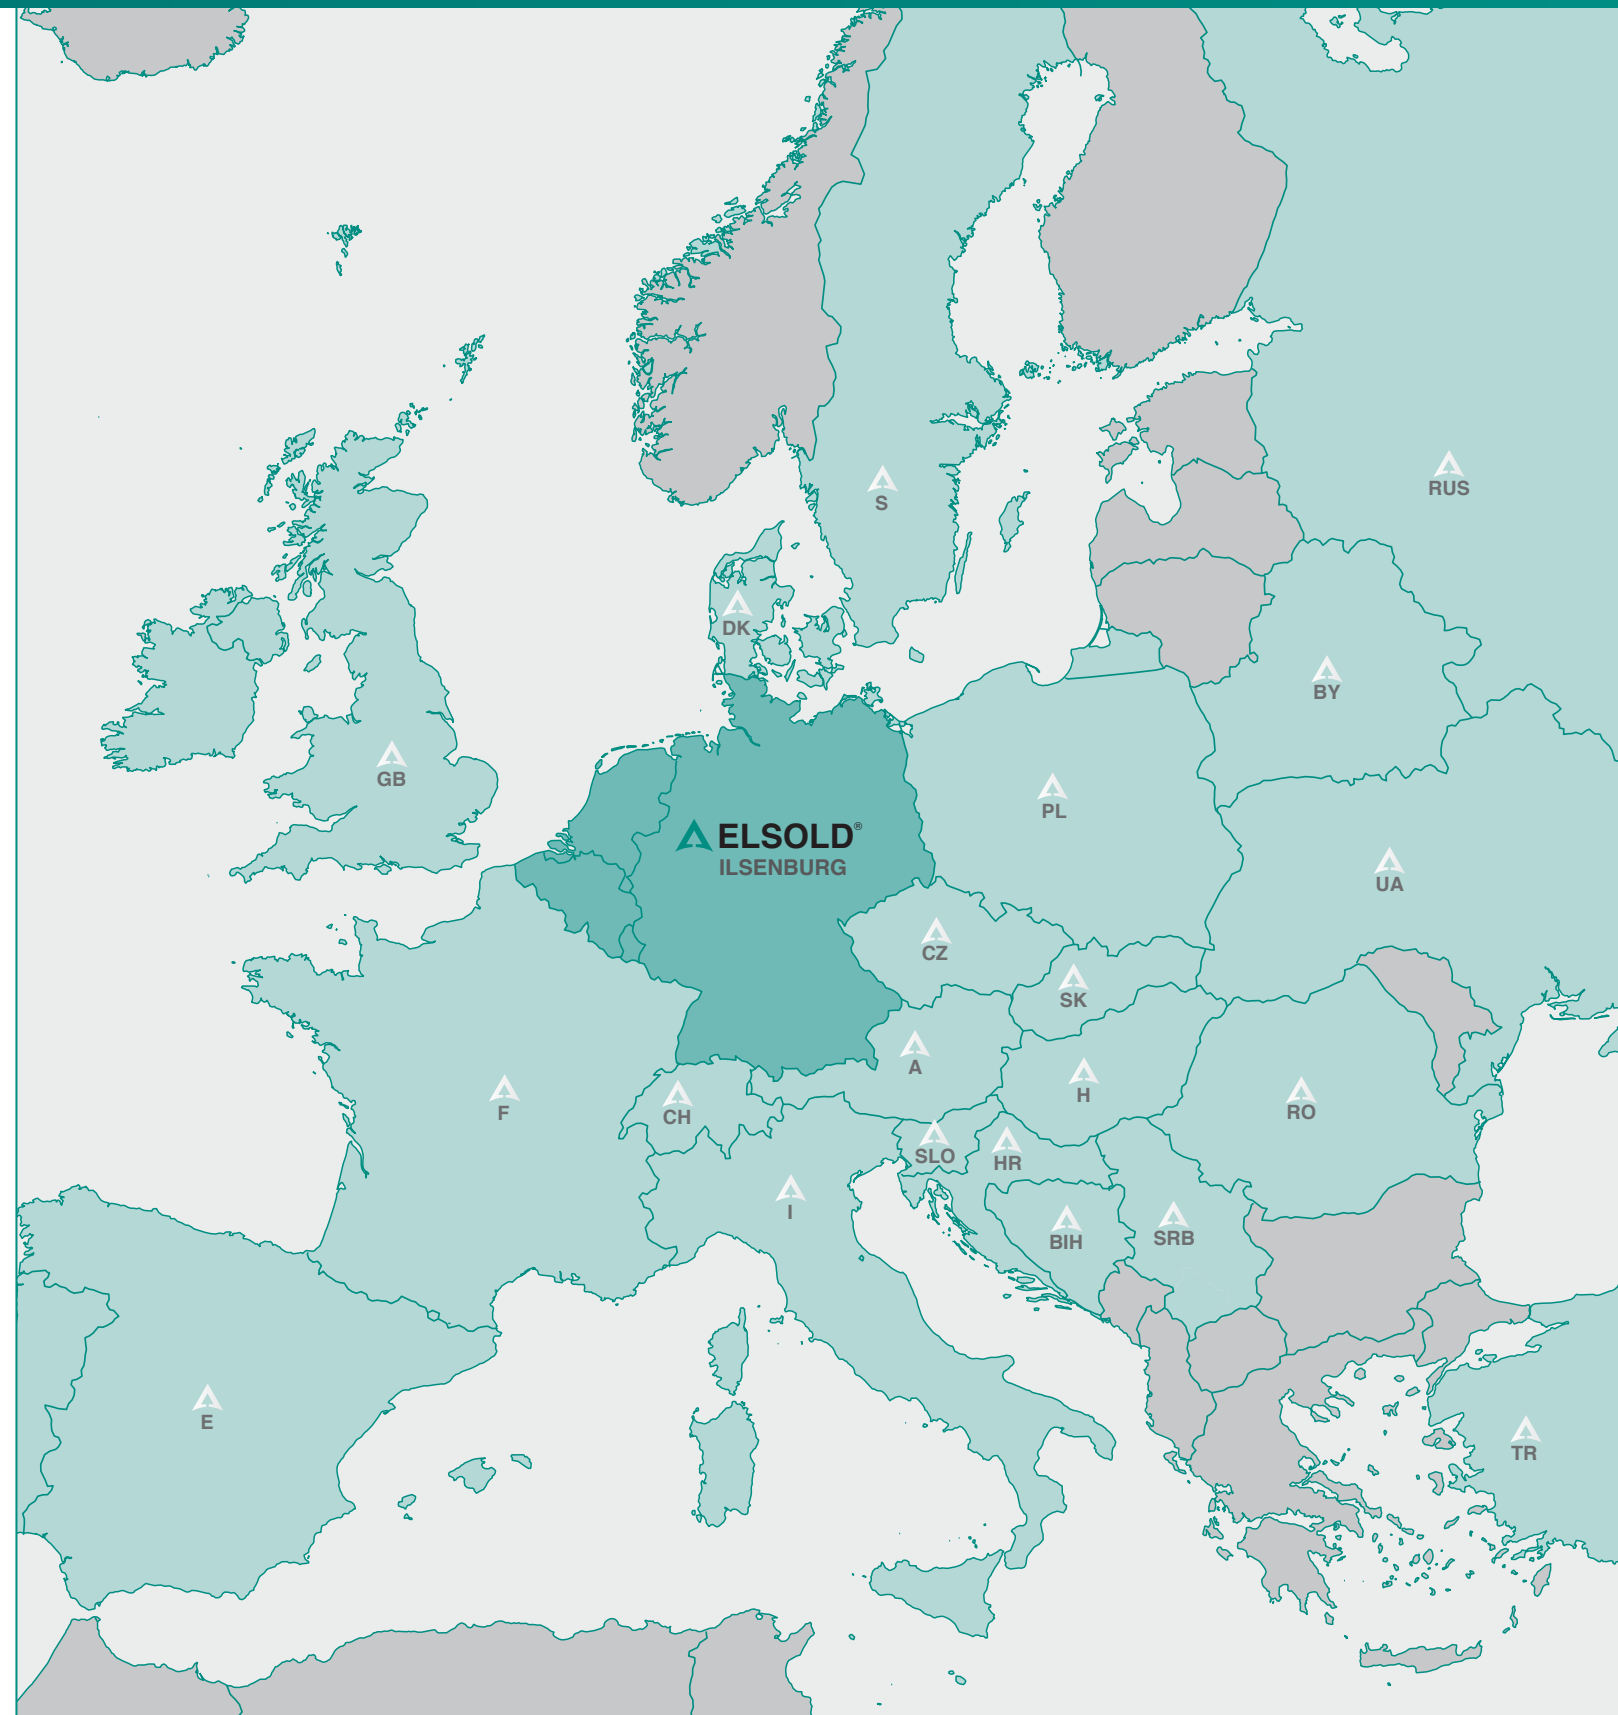 RUS
S
DK
BY
GB
PL
ELSOLD®
ILSENBURG
UA
CZ
SK
A
H
F
CH
RO
SLO
HR
I
BIH
SRB
E
TR